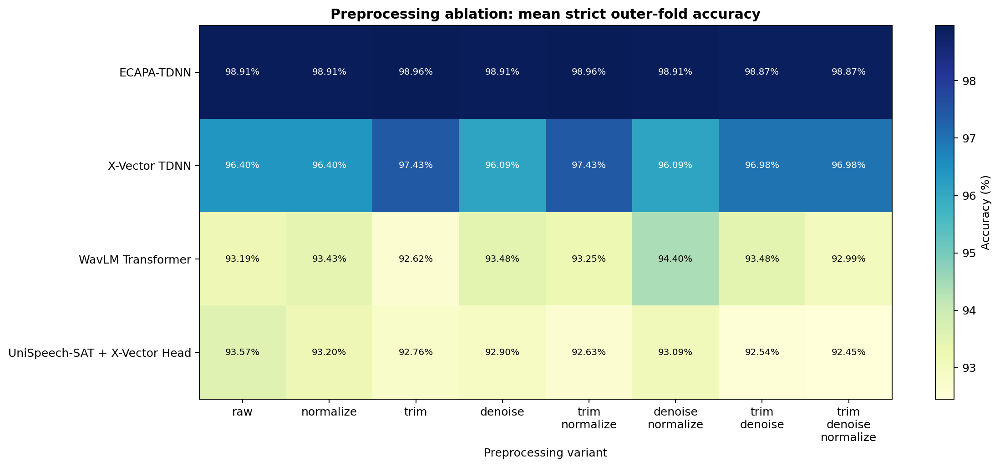 Preprocessing ablation: mean strict outer-fold accuracy
ECAPA-TDNN
98.91% 98.91% 98.96% 98.91% 98.96% 98.91% 98.87% 98.87%
X-Vector TDNN
96.40% 96.40% 97.43% 96.09% 97.43% 96.09% 96.98% 96.98%
WavLM Transformer
93.19% 93.43% 92.62% 93.48% 93.25% 94.40% 93.48% 92.99%
UniSpeech-SAT + X-Vector Head
93.57% 93.20% 92.76% 92.90% 92.63% 93.09% 92.54% 92.45%
raw
normalize
trim
denoise
trim
normalize
denoise
normalize
trim
denoise
trim
denoise
normalize
Preprocessing variant
98
97
96
95
94
93
Accuracy (%)